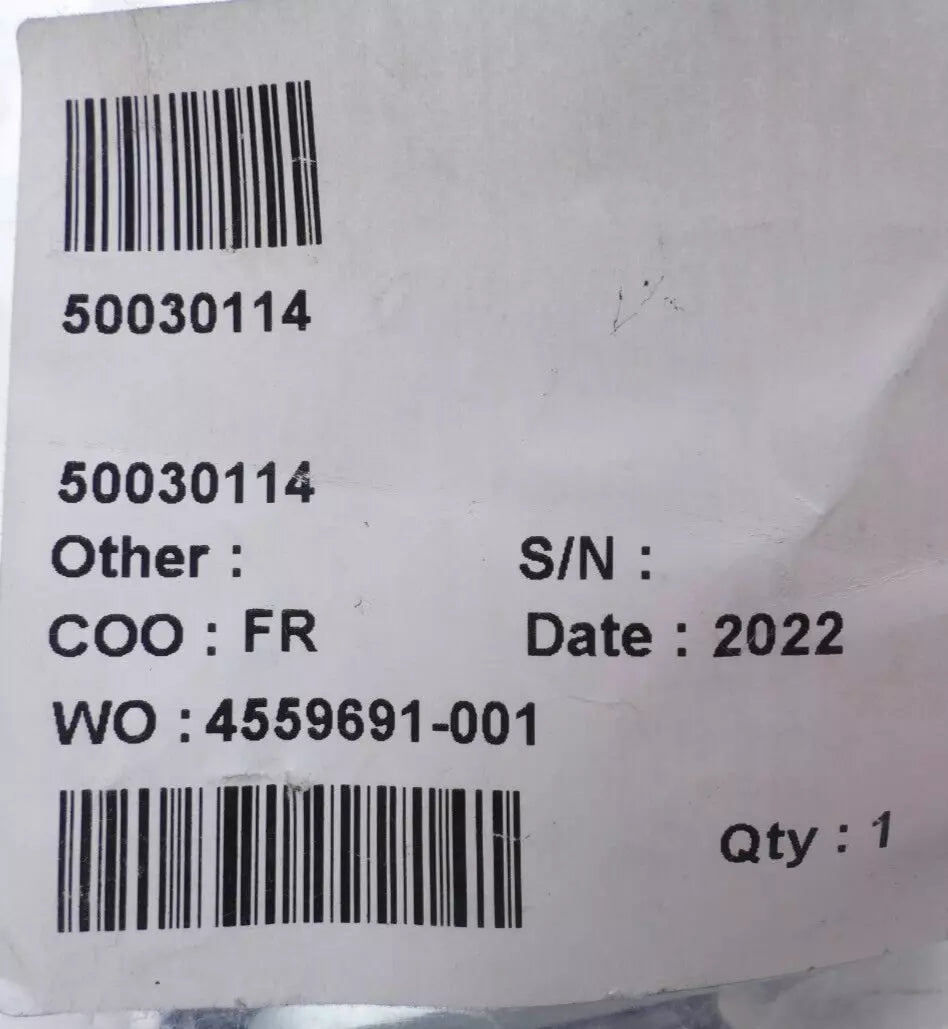 50030114
50030114
Other :
S/N :
COO : FR
Date : 2022
WO : 4559691-001
Qty : 1